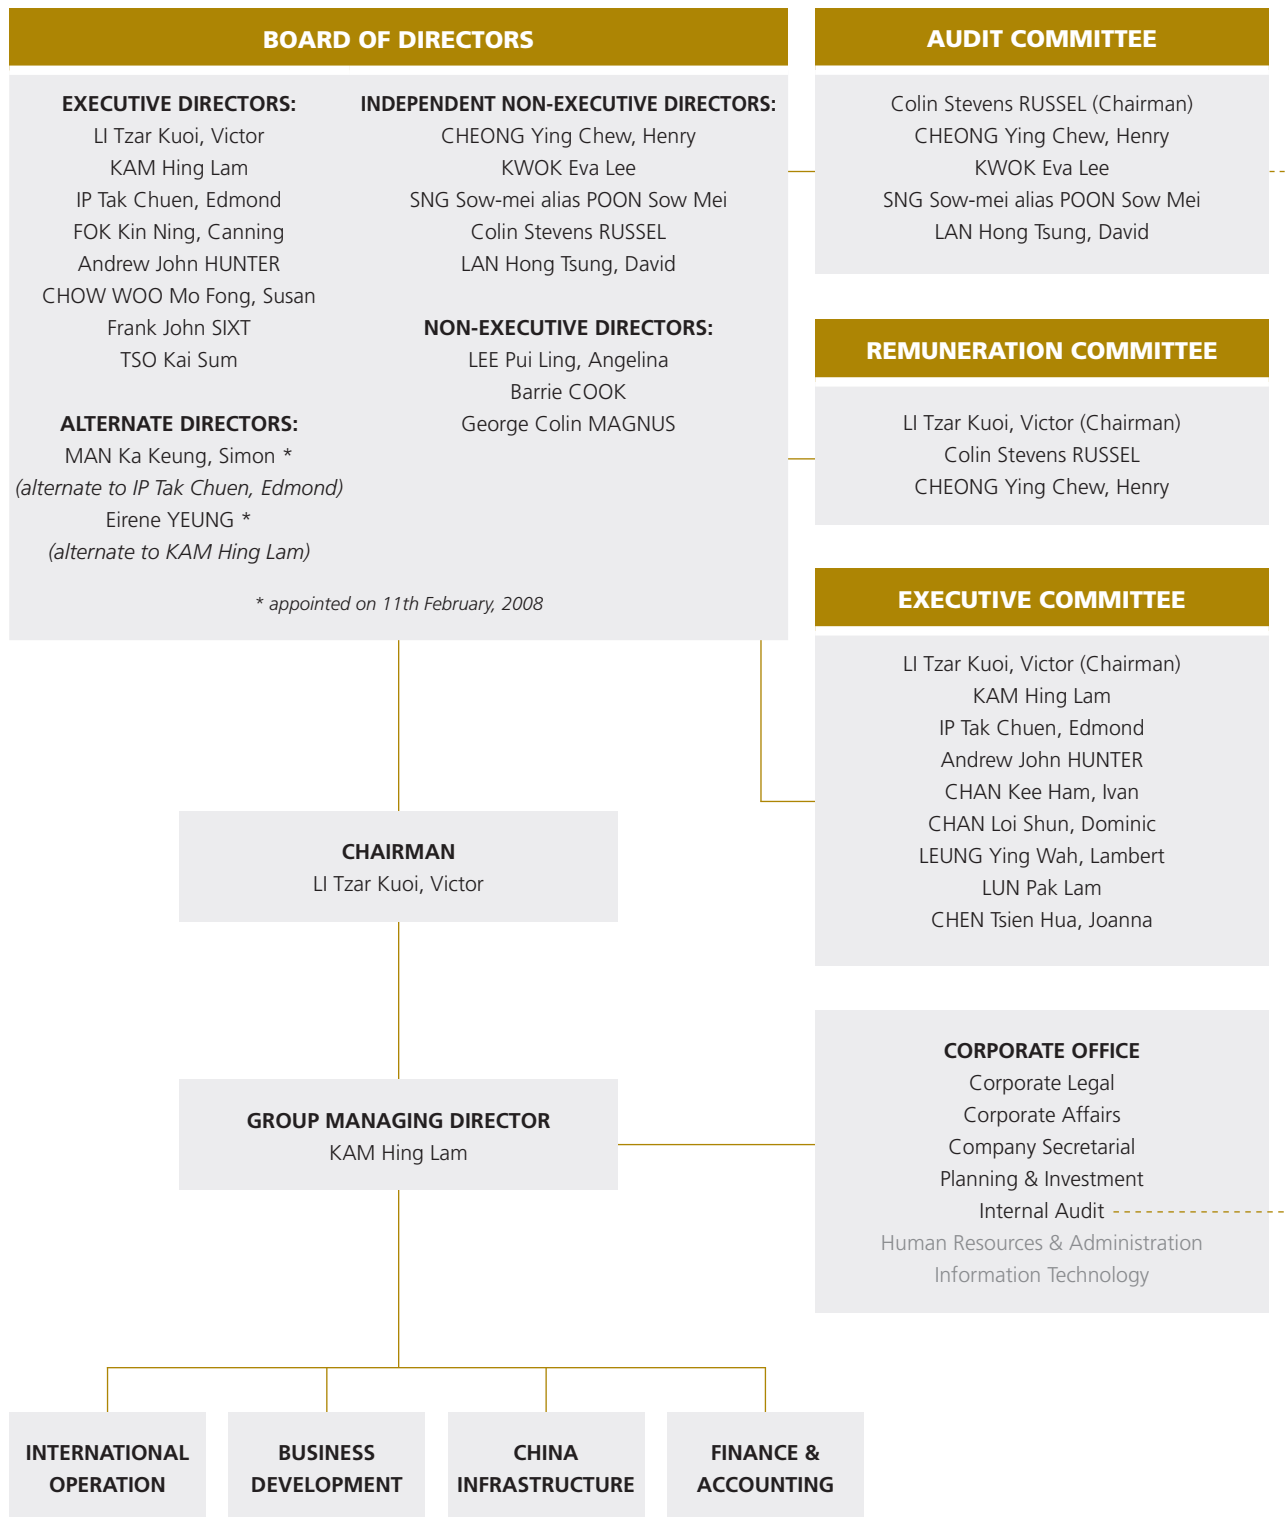 BOARD OF DIRECTORS
EXECUTIVE DIRECTORS:
LI Tzar Kuoi, Victor
KAM Hing Lam
IP Tak Chuen, Edmond
FOK Kin Ning, Canning
Andrew John HUNTER
CHOW WOO Mo Fong, Susan
Frank John SIXT
TSO Kai Sum
ALTERNATE DIRECTORS:
MAN Ka Keung, Simon *
(alternate to IP Tak Chuen, Edmond)
Eirene YEUNG *
(alternate to KAM Hing Lam)
INDEPENDENT NON-EXECUTIVE DIRECTORS:
CHEONG Ying Chew, Henry
KWOK Eva Lee
SNG Sow-mei alias POON Sow Mei
Colin Stevens RUSSEL
LAN Hong Tsung, David
NON-EXECUTIVE DIRECTORS:
LEE Pui Ling, Angelina
Barrie COOK
George Colin MAGNUS
* appointed on 11th February, 2008
AUDIT COMMITTEE
Colin Stevens RUSSEL (Chairman)
CHEONG Ying Chew, Henry
KWOK Eva Lee
SNG Sow-mei alias POON Sow Mei
LAN Hong Tsung, David
REMUNERATION COMMITTEE
LI Tzar Kuoi, Victor (Chairman)
Colin Stevens RUSSEL
CHEONG Ying Chew, Henry
EXECUTIVE COMMITTEE
LI Tzar Kuoi, Victor (Chairman)
KAM Hing Lam
IP Tak Chuen, Edmond
Andrew John HUNTER
CHAN Kee Ham, Ivan
CHAN Loi Shun, Dominic
LEUNG Ying Wah, Lambert
LUN Pak Lam
CHEN Tsien Hua, Joanna
CHAIRMAN
LI Tzar Kuoi, Victor
GROUP MANAGING DIRECTOR
KAM Hing Lam
CORPORATE OFFICE
Corporate Legal
Corporate Affairs
Company Secretarial
Planning & Investment
Internal Audit
Human Resources & Administration
Information Technology
INTERNATIONAL
OPERATION
BUSINESS
DEVELOPMENT
CHINA
INFRASTRUCTURE
FINANCE &
ACCOUNTING